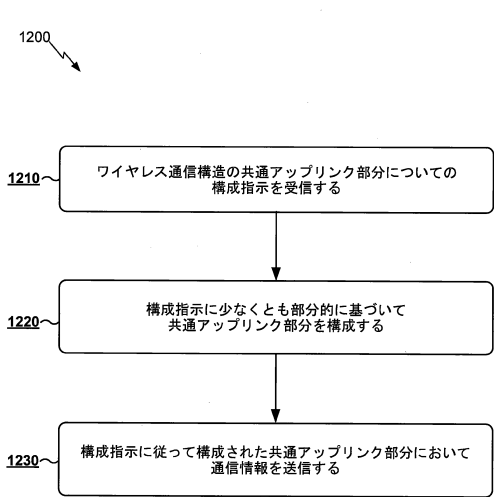 1200
1210
ワイヤレス通信構造の共通アップリンク部分についての
構成指示を受信する
1220
構成指示に少なくとも部分的に基づいて
共通アップリンク部分を構成する
1230
構成指示に従って構成された共通アップリンク部分において
通信情報を送信する